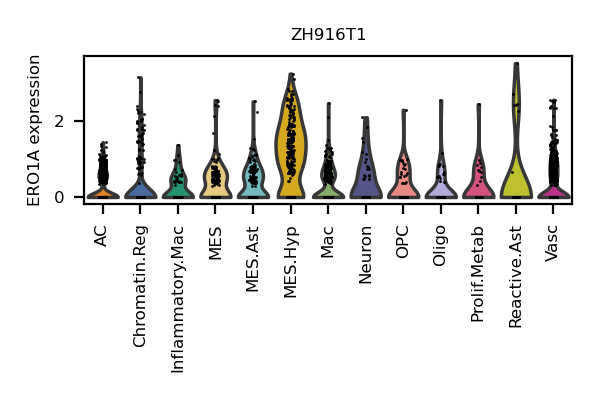 ZH916T1
ERO1A expression
2
0
AC
Chromatin.Reg
Inflammatory.Mac
MES
MES.Ast
MES.Hyp
Mac
Neuron
OPC
Oligo
Prolif.Metab
Reactive.Ast
Vasc